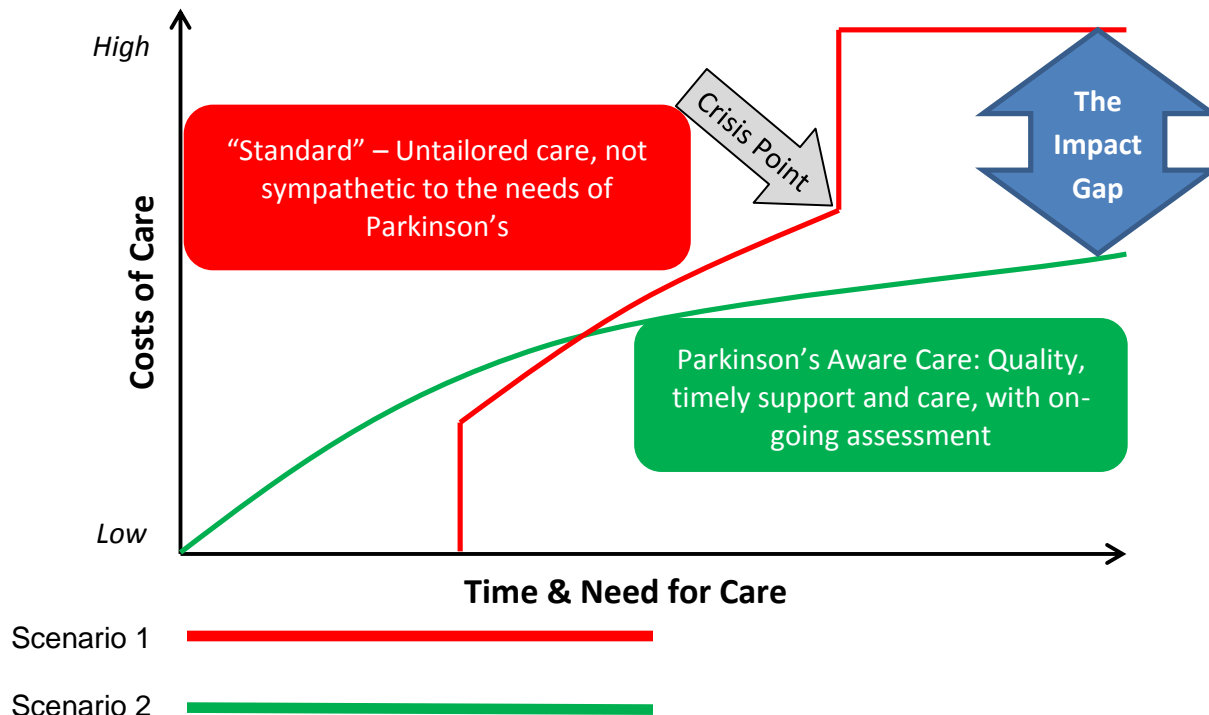 High
Crisis Point
The
Impact
Gap
“Standard” – Untailored care, not
sympathetic to the needs of
Parkinson’s
Costs of Care
Parkinson’s Aware Care: Quality,
timely support and care, with on-
going assessment
Low
Time & Need for Care
Scenario 1
Scenario 2